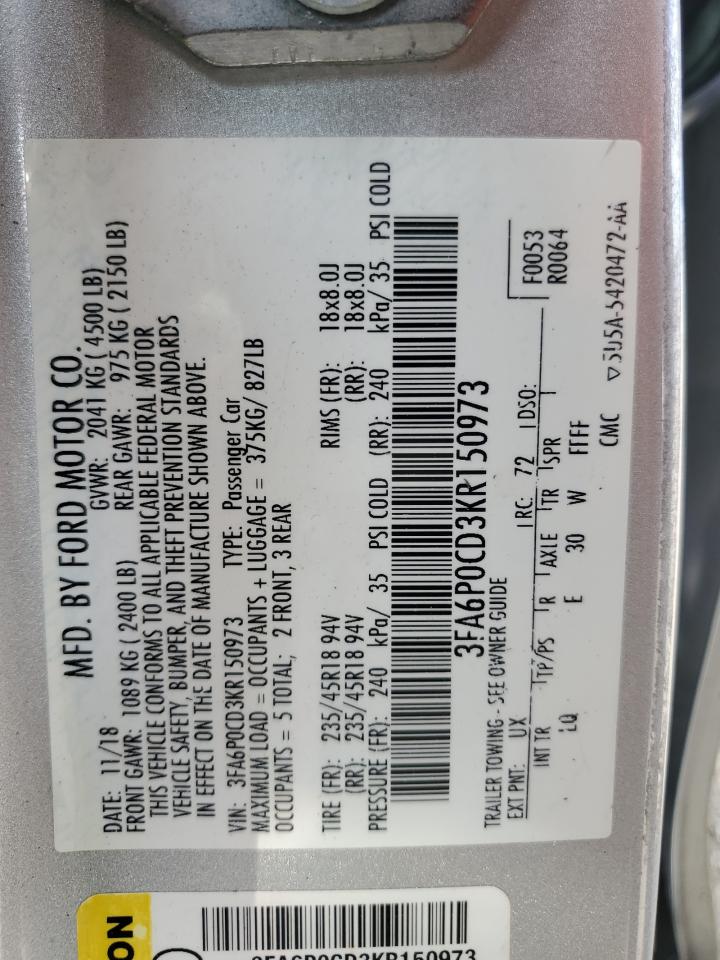 MFD. BY FORD MOTOR CO.
DATE: 11/18 GVWR: 2041 KG ( 4500 LB)
FRONT GAWR: 1089 KG ( 2400 LB) REAR GAWR: 975 KG ( 2150 LB)
THIS VEHICLE CONFORMS TO ALL APPLICABLE FEDERAL MOTOR
VEHICLE SAFETY, BUMPER, AND THEFT PREVENTION STANDARDS
IN EFFECT ON THE DATE OF MANUFACTURE SHOWN ABOVE.
VIN: 3FA6P0CD3KR150973 TYPE: Passenger Car
MAXIMUM LOAD = OCCUPANTS + LUGGAGE = 375KG/ 827LB
OCCUPANTS = 5 TOTAL; 2 FRONT, 3 REAR
TIRE (FR): 235/45R18 94V RIMS (FR): 18x8.0J
(RR): 235/45R18 94V (RR): 18x8.0J
PRESSURE (FR): 240 kPa/ 35 PSI COLD (RR): 240 kPa/ 35 PSI COLD
3FA6P0CD3KR150973
TRAILER TOWING - SEE OWNER GUIDE F0053
EXT PNT: UX RC: 72 DSO: R0064
INT TR TP/PS R AXLE TR SPR
LQ E 30 W FFFF
CMC 5U5A-5420472-AA
ON
3FA6P0CD3KR150973